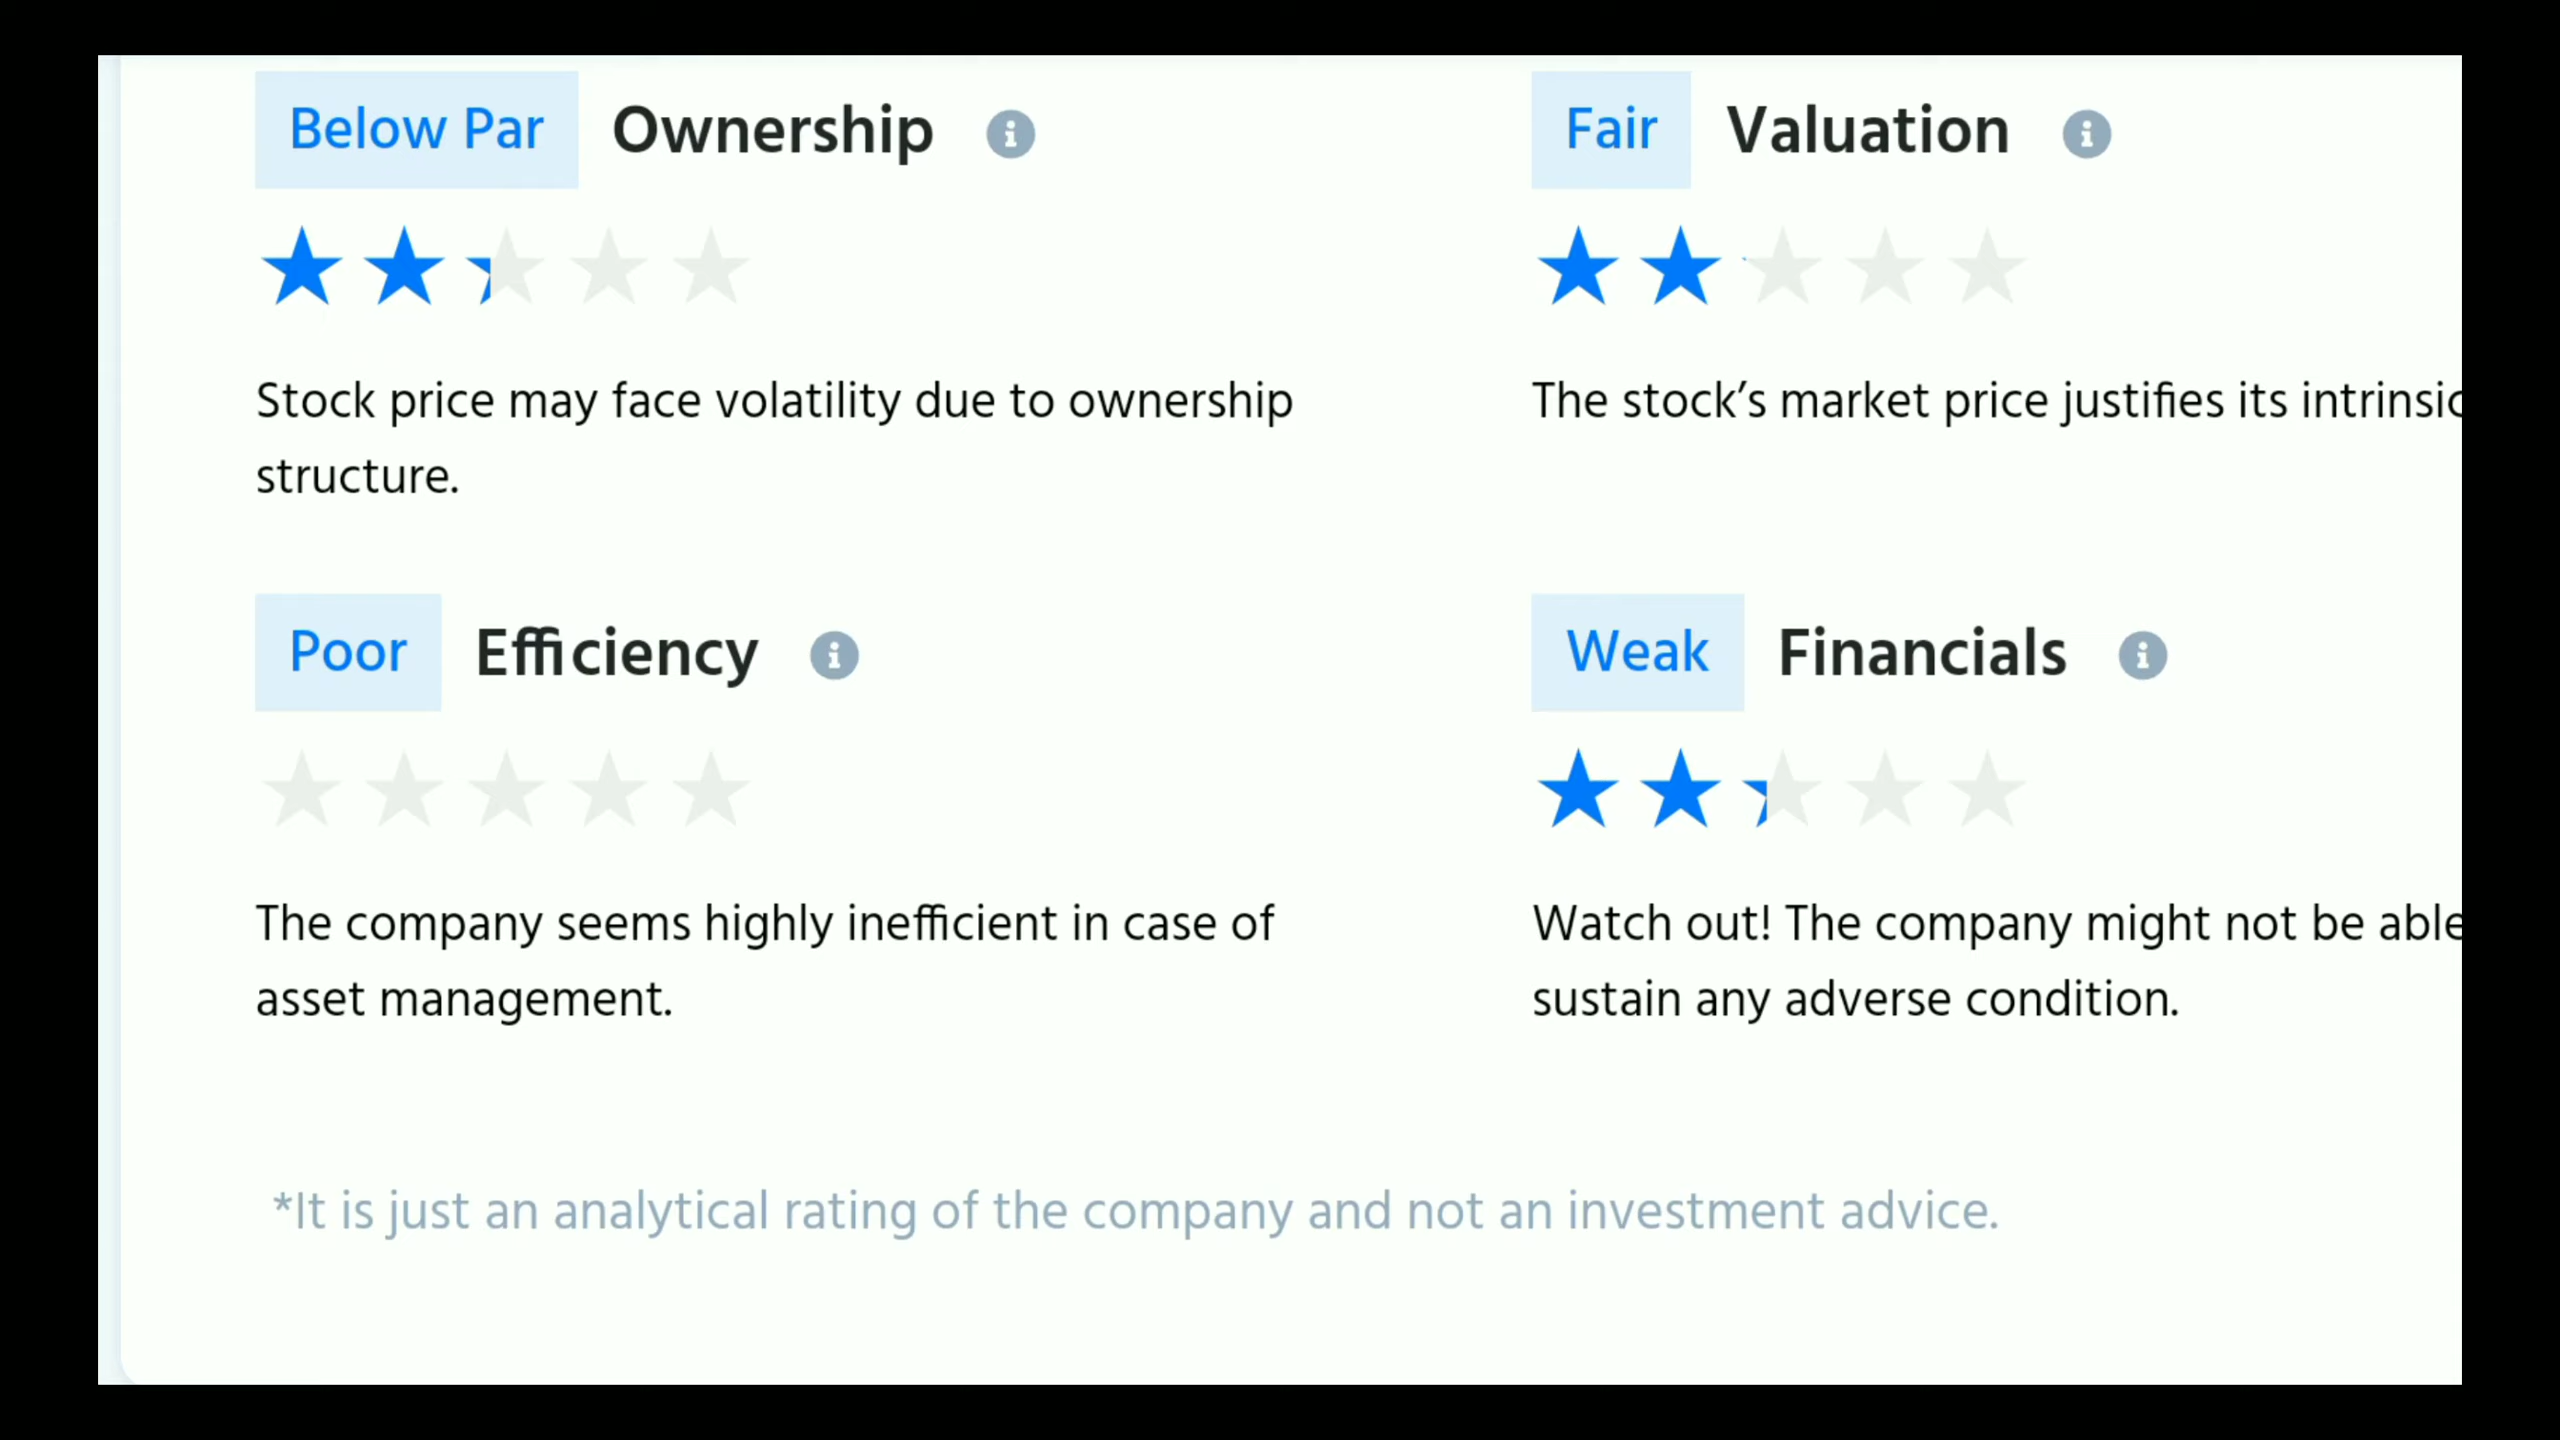 Below Par Ownership
Stock price may face volatility due to ownership
structure.
Fair Valuation
The stock’s market price justifies its intrinsic
Poor Efficiency
The company seems highly inefficient in case of
asset management.
Weak Financials
Watch out! The company might not be able
sustain any adverse condition.
*It is just an analytical rating of the company and not an investment advice.